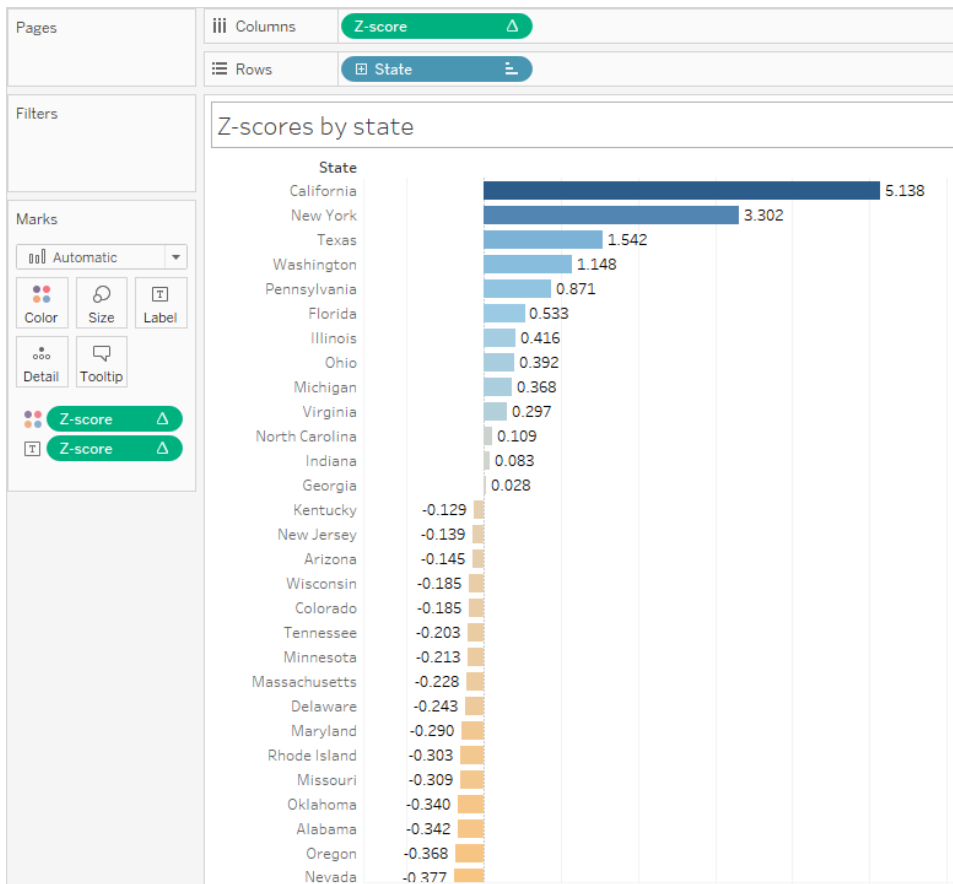 Pages
Columns
Z-score
Rows
State
Filters
Z-scores by state
State
California 5.138
New York 3.302
Texas 1.542
Washington 1.148
Pennsylvania 0.871
Florida 0.533
Illinois 0.416
Ohio 0.392
Michigan 0.368
Virginia 0.297
North Carolina 0.109
Indiana 0.083
Georgia 0.028
Kentucky -0.129
New Jersey -0.139
Arizona -0.145
Wisconsin -0.185
Colorado -0.185
Tennessee -0.203
Minnesota -0.213
Massachusetts -0.228
Delaware -0.243
Maryland -0.290
Rhode Island -0.303
Missouri -0.309
Oklahoma -0.340
Alabama -0.342
Oregon -0.368
Nevada -0.377
Marks
Automatic
Color Size Label
Detail Tooltip
Z-score
Z-score